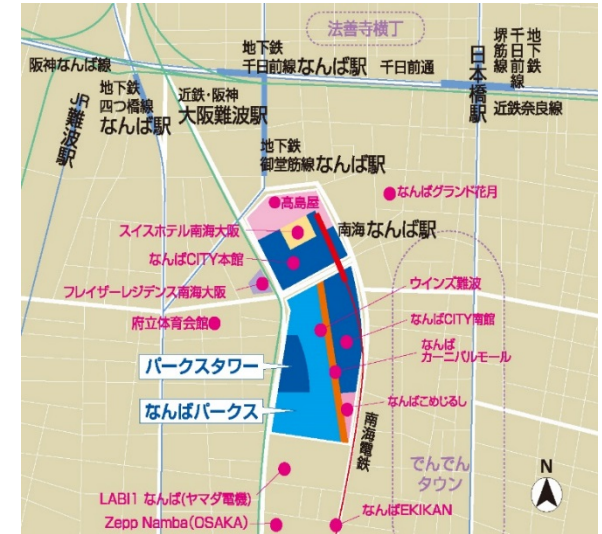 法善寺横丁
阪神なんば線
地下鉄
千日前線なんば駅
千日前通
日本橋駅
堺筋線
千日前線
地下鉄
近鉄奈良線
JR難波駅
地下鉄
四つ橋線
なんば駅
近鉄・阪神
大阪難波駅
地下鉄
御堂筋線なんば駅
なんばグランド花月
髙島屋
スイスホテル南海大阪
南海なんば駅
なんばCITY本館
フレイザーレジデンス南海大阪
ウインズ難波
府立体育会館
なんばCITY南館
なんば
カーニバルモール
パークスタワー
なんばパークス
なんばこめじるし
南海電鉄
でんでん
タウン
N
LABI1 なんば(ヤマダ電機)
Zepp Namba(OSAKA)
なんばEKIKAN